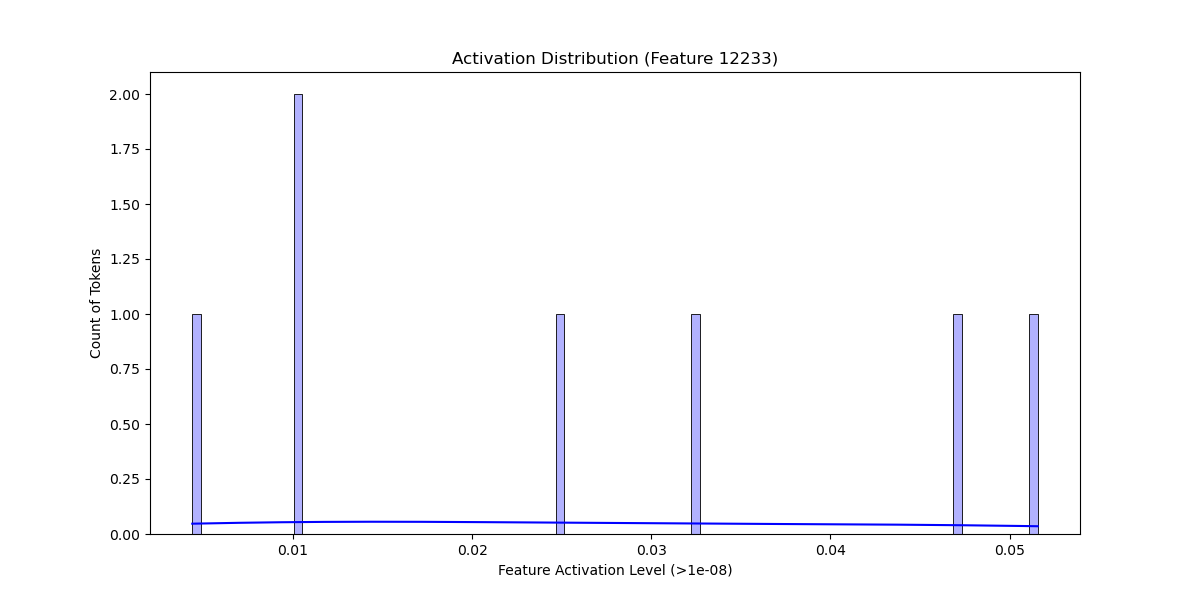 Activation Distribution (Feature 12233)
2.00
1.75
1.50
1.25
1.00
0.75
0.50
0.25
0.00
Count of Tokens
0.01 0.02 0.03 0.04 0.05
Feature Activation Level (>1e-08)